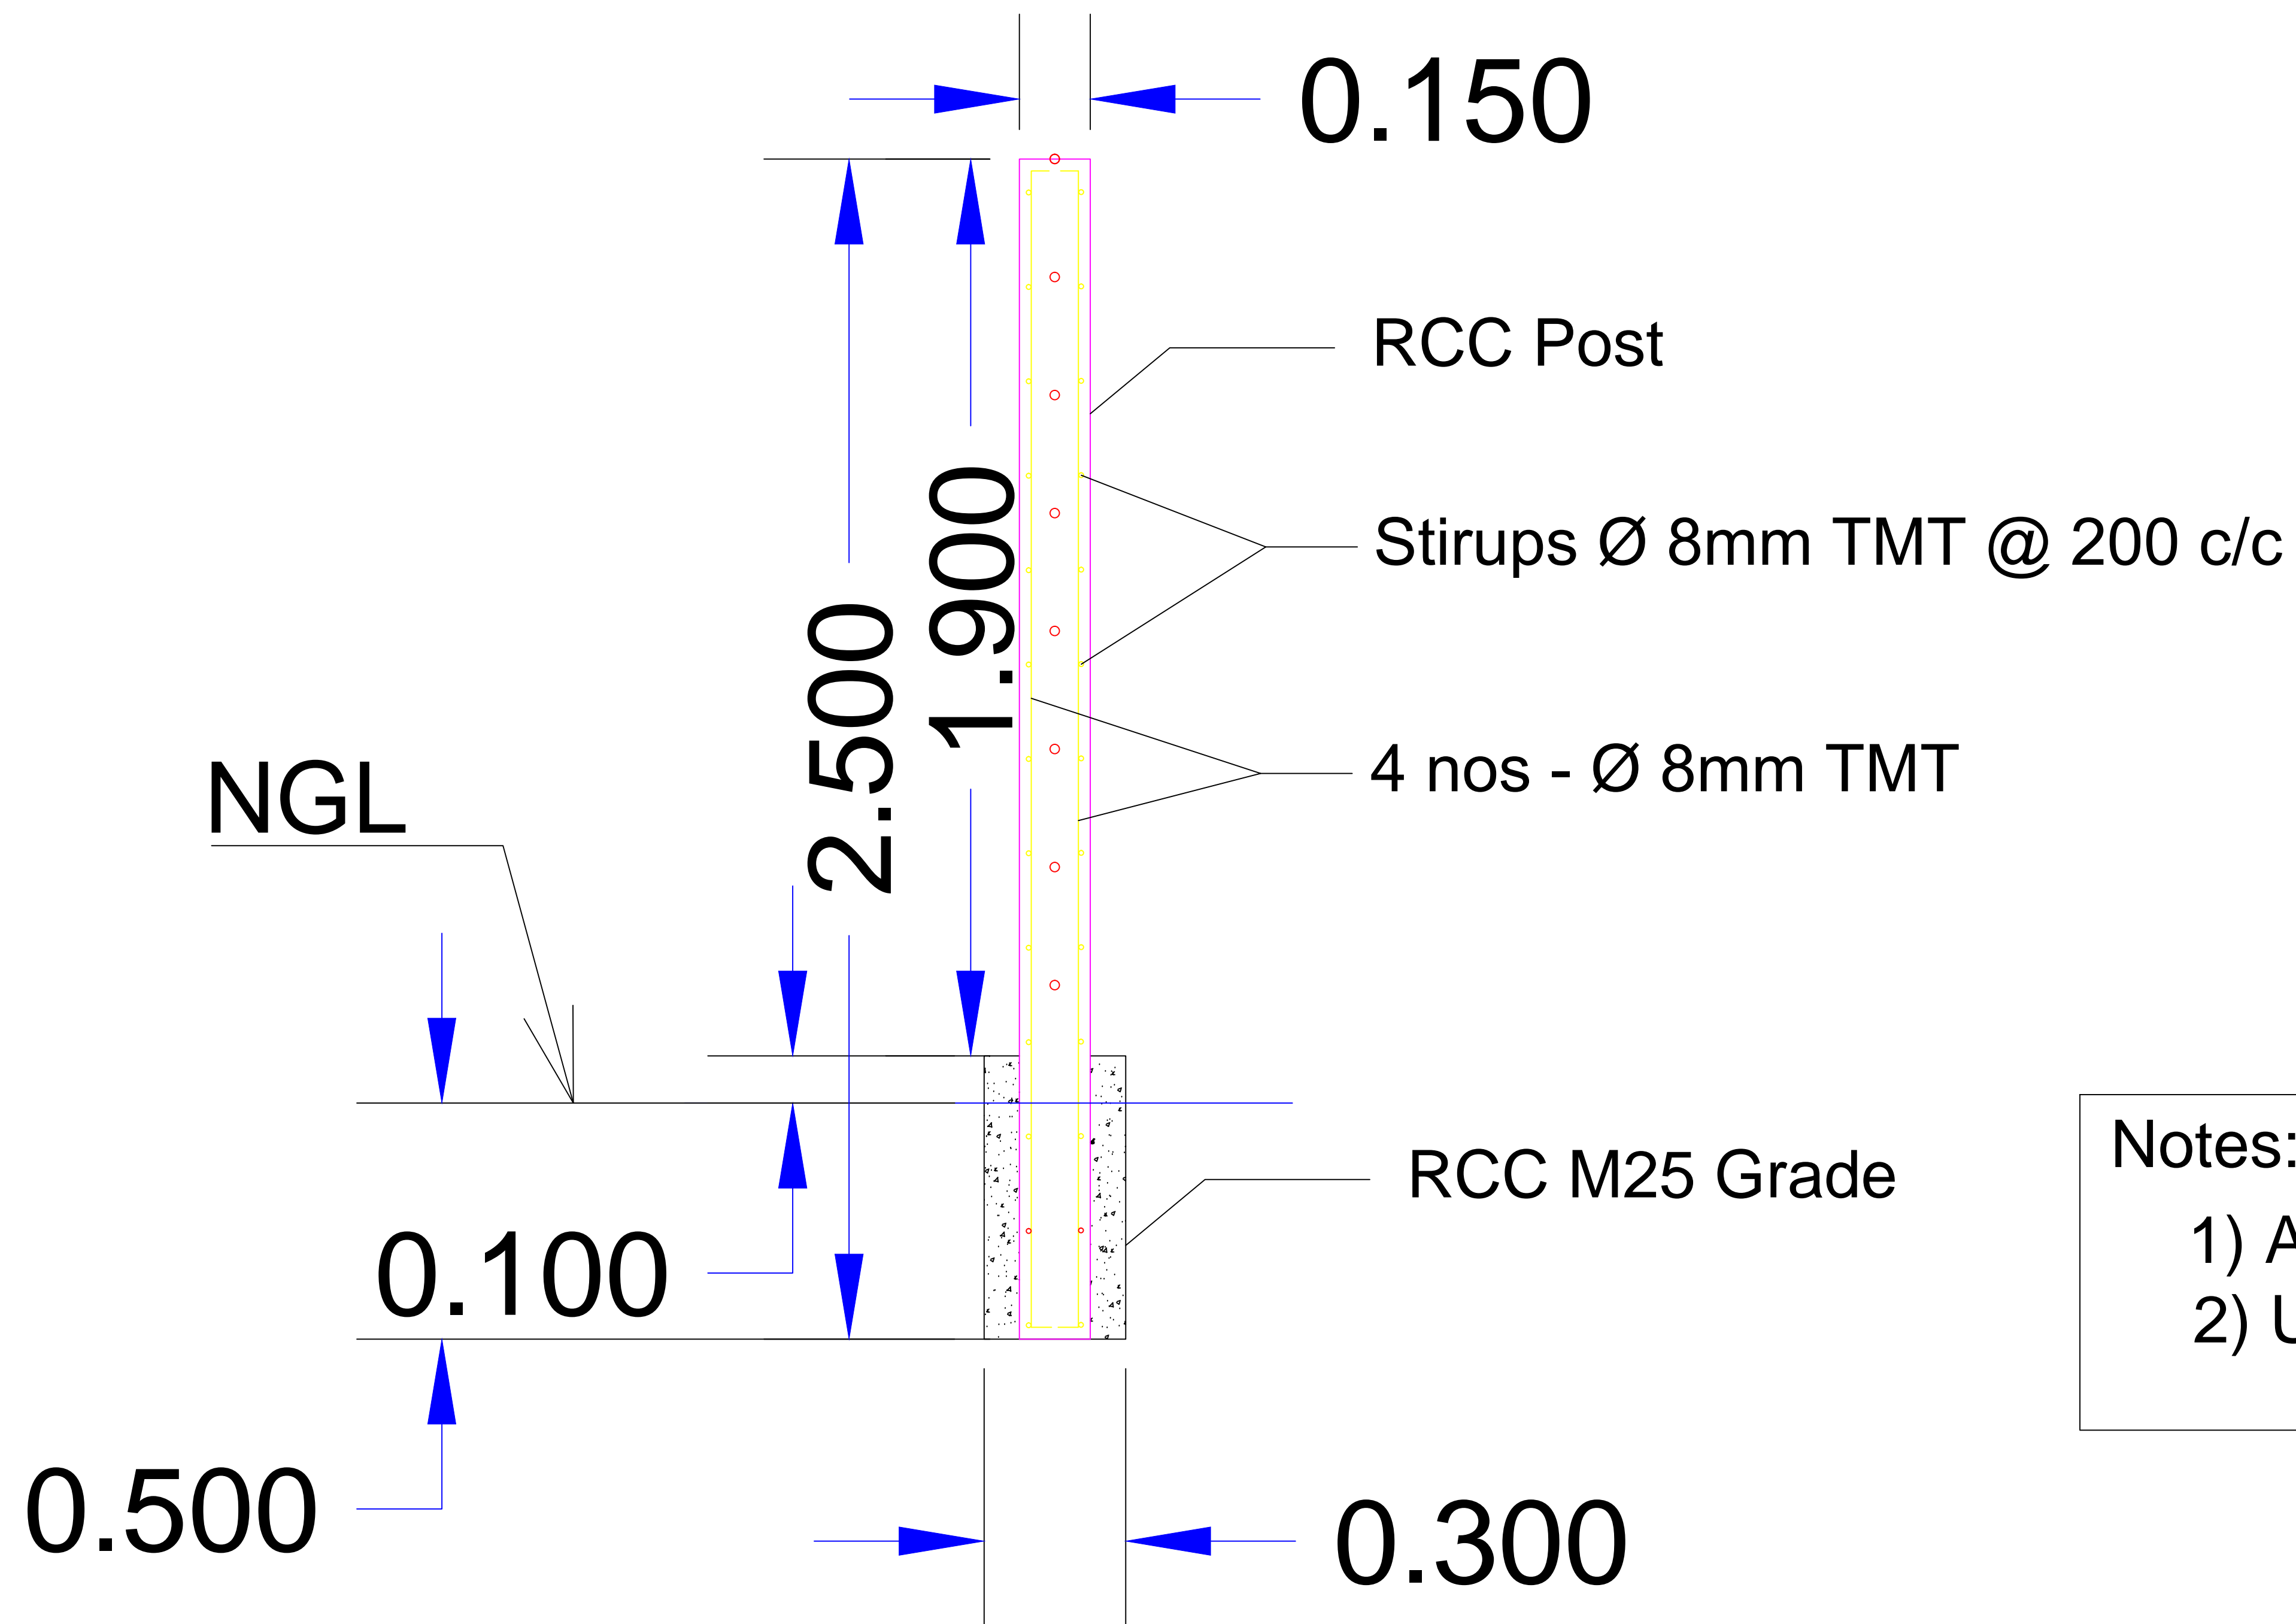 0.150
RCC Post
1.900
Stirups Ø 8mm TMT @ 200 c/c
2.500
4 nos - Ø 8mm TMT
NGL
Notes:
RCC M25 Grade
1)
0.100
2)
0.500
0.300